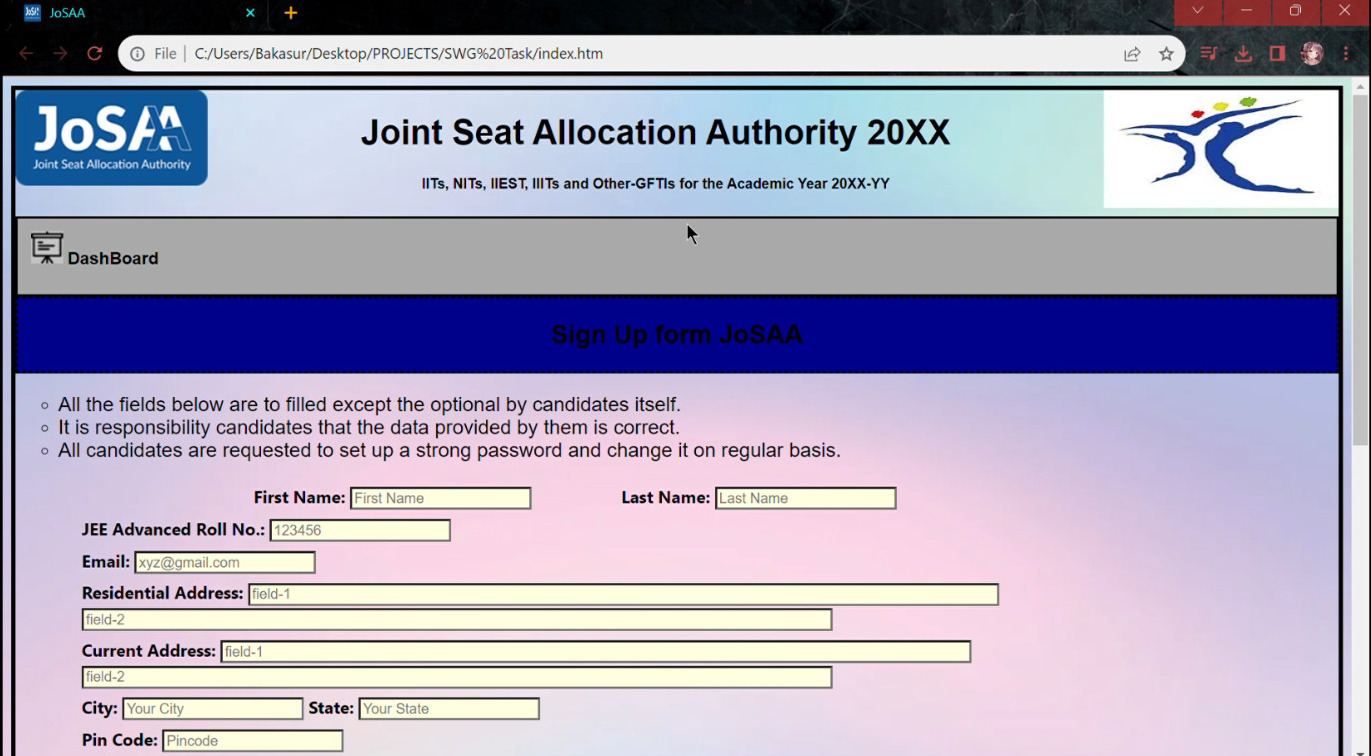 JoSAA
File
C:/Users/Bakasur/Desktop/PROJECTS/SWG%20Task/index.htm
JoSAA
Joint Seat Allocation Authority
Joint Seat Allocation Authority 20XX
IITs, NITs, IIEST, IIITs and Other-GFTIs for the Academic Year 20XX-YY
DashBoard
Sign Up form JoSAA
All the fields below are to filled except the optional by candidates itself.
It is responsibility candidates that the data provided by them is correct.
All candidates are requested to set up a strong password and change it on regular basis.
First Name: First Name Last Name: Last Name
JEE Advanced Roll No.: 123456
Email: xyz@gmail.com
Residential Address: field-1
field-2
Current Address: field-1
field-2
City: Your City State: Your State
Pin Code: Pincode